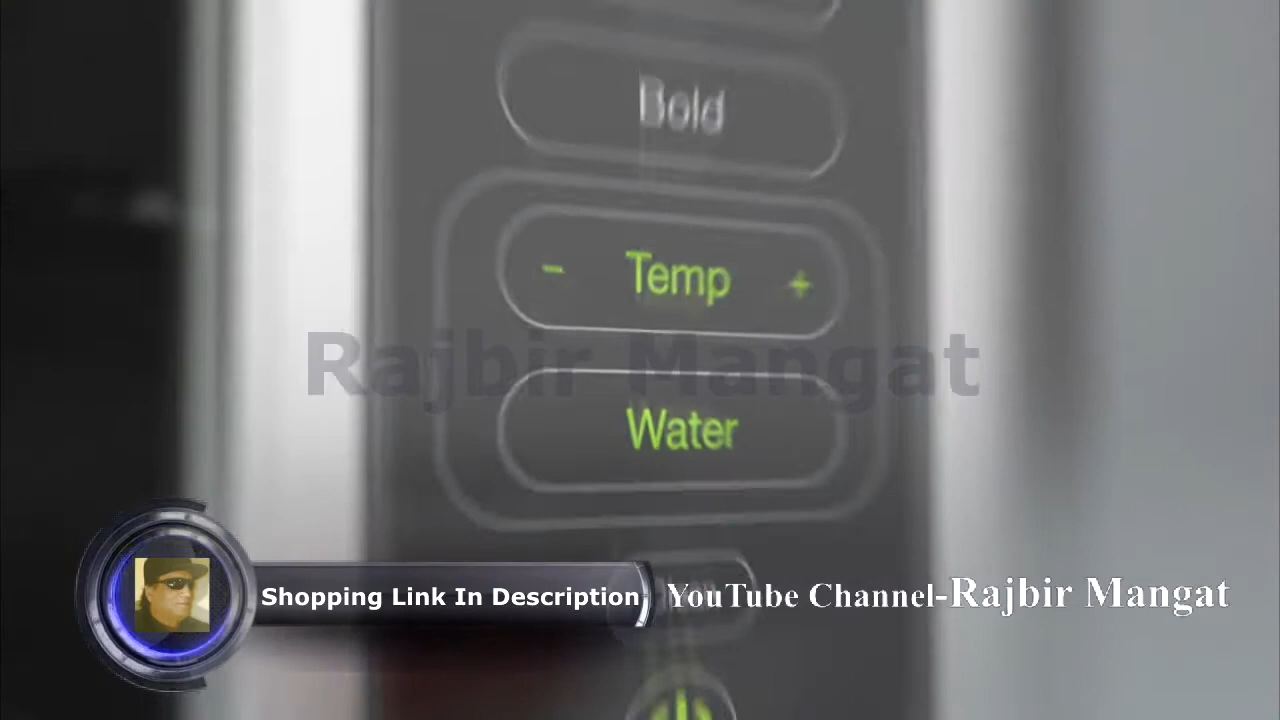 Bold
- Temp +
Rajbir Mangat
Water
Shopping Link In Description
YouTube Channel-Rajbir Mangat